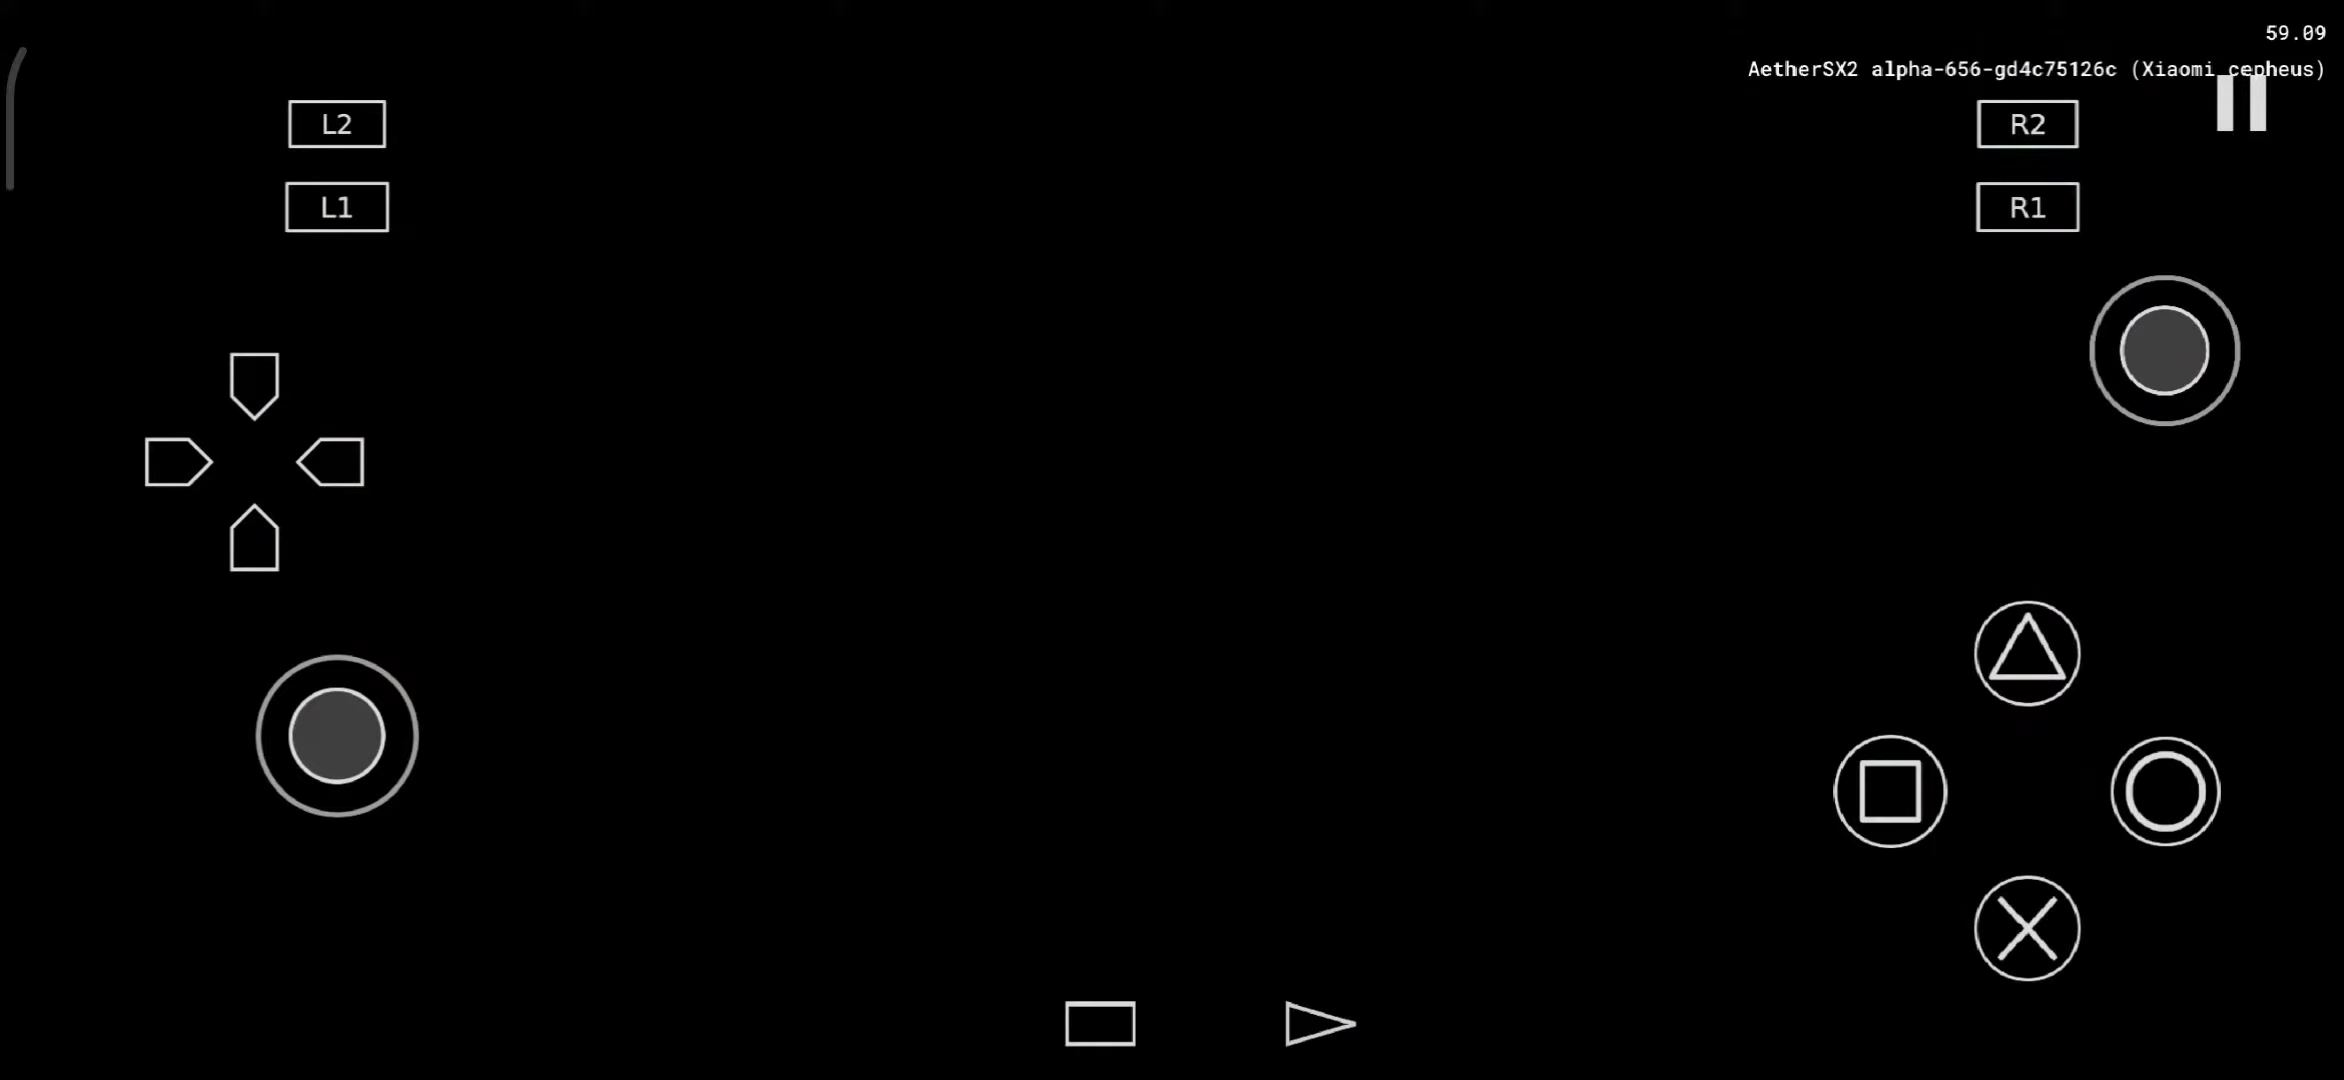 59.09
AetherSX2 alpha-656-gd4c75126c (Xiaomi cepheus)
L2
R2
L1
R1